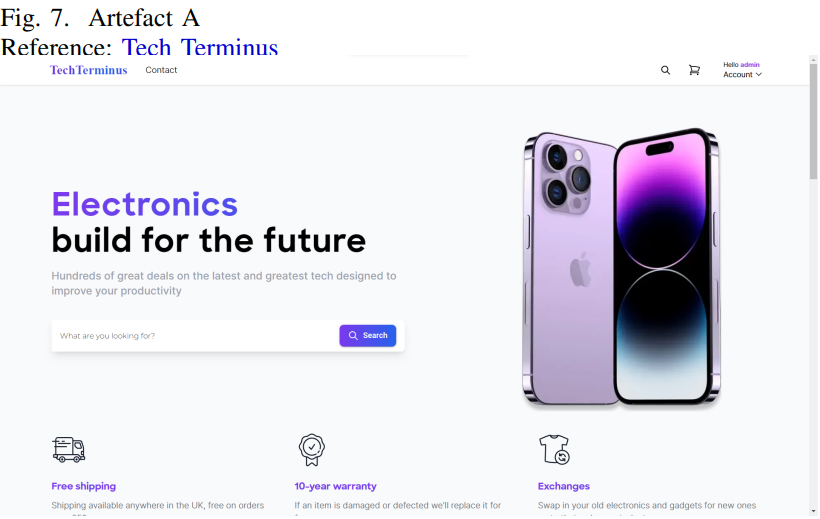 Fig. 7. Artefact A
Reference: Tech Terminus
TechTerminus Contact
Hello admin
Account
Electronics
build for the future
Hundreds of great deals on the latest and greatest tech designed to
improve your productivity
What are you looking for? Search
Free shipping
Shipping available anywhere in the UK, free on orders
10-year warranty
If an item is damaged or defected we'll replace it for
Exchanges
Swap in your old electronics and gadgets for new ones